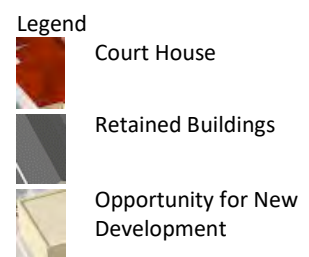 Legend
Court House
Retained Buildings
Opportunity for New
Development